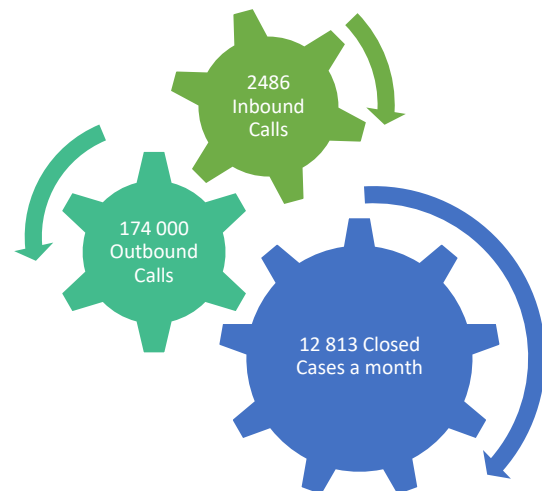 2486
Inbound
Calls
174 000
Outbound
Calls
12 813 Closed
Cases a month